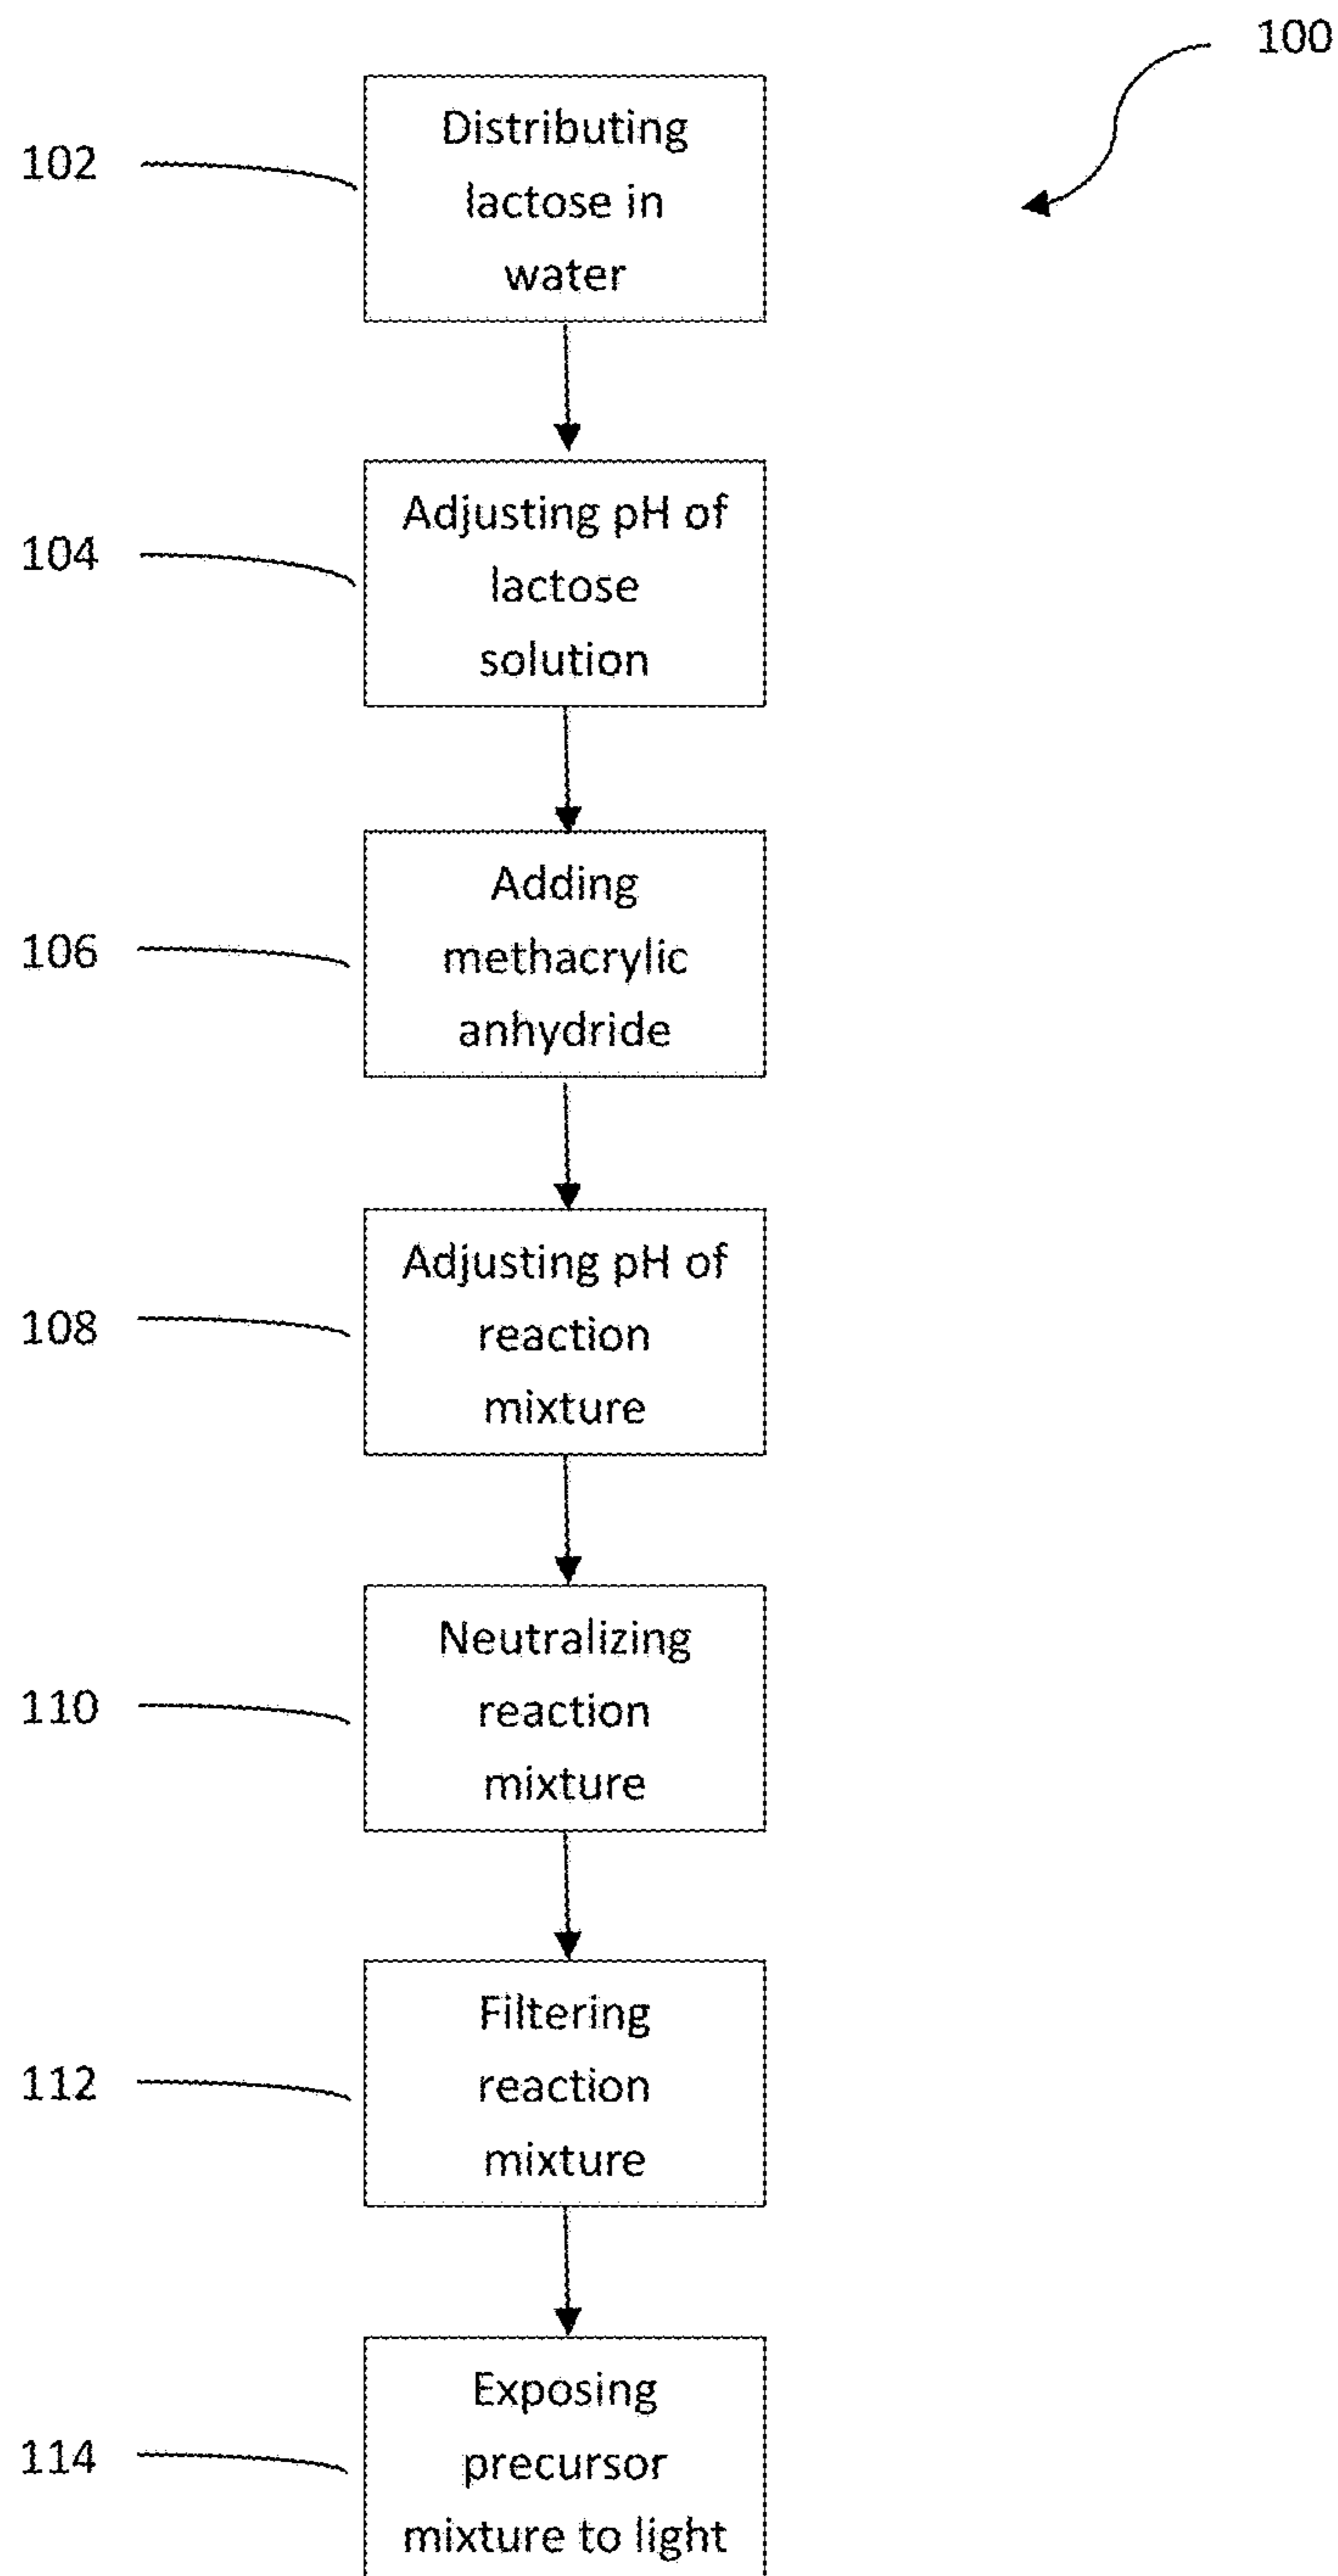 100
102
Distributing
lactose in
water
104
Adjusting pH of
lactose
solution
106
Adding
methacrylic
anhydride
108
Adjusting pH of
reaction
mixture
110
Neutralizing
reaction
mixture
112
Filtering
reaction
mixture
114
Exposing
precursor
mixture to light